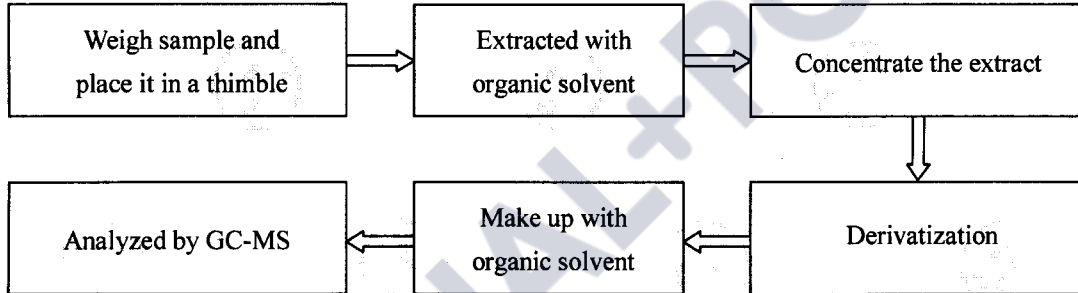 Weigh sample and
place it in a thimble
Extracted with
organic solvent
Concentrate the extract
Derivatization
Make up with
organic solvent
Analyzed by GC-MS